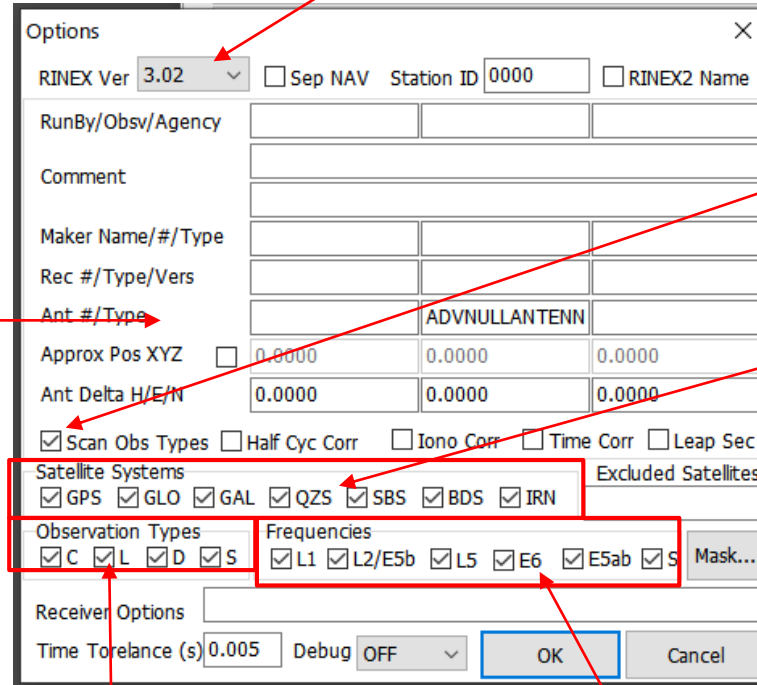 Options
RINEX Ver 3.02 Sep NAV Station ID 0000 RINEX2 Name
RunBy/Obsv/Agency
Comment
Maker Name/#/Type
Rec #/Type/Vers
Ant #/Type ADVNULLANTENN
Approx Pos XYZ 0.0000 0.0000 0.0000
Ant Delta H/E/N 0.0000 0.0000 0.0000
Scan Obs Types Half Cyc Corr Iono Corr Time Corr Leap Sec
Satellite Systems Excluded Satellites
GPS GLO GAL QZS SBS BDS IRN
Observation Types Frequencies
C L D S L1 L2/E5b L5 E6 E5ab S Mask...
Receiver Options
Time Torelance (s) 0.005 Debug OFF OK Cancel